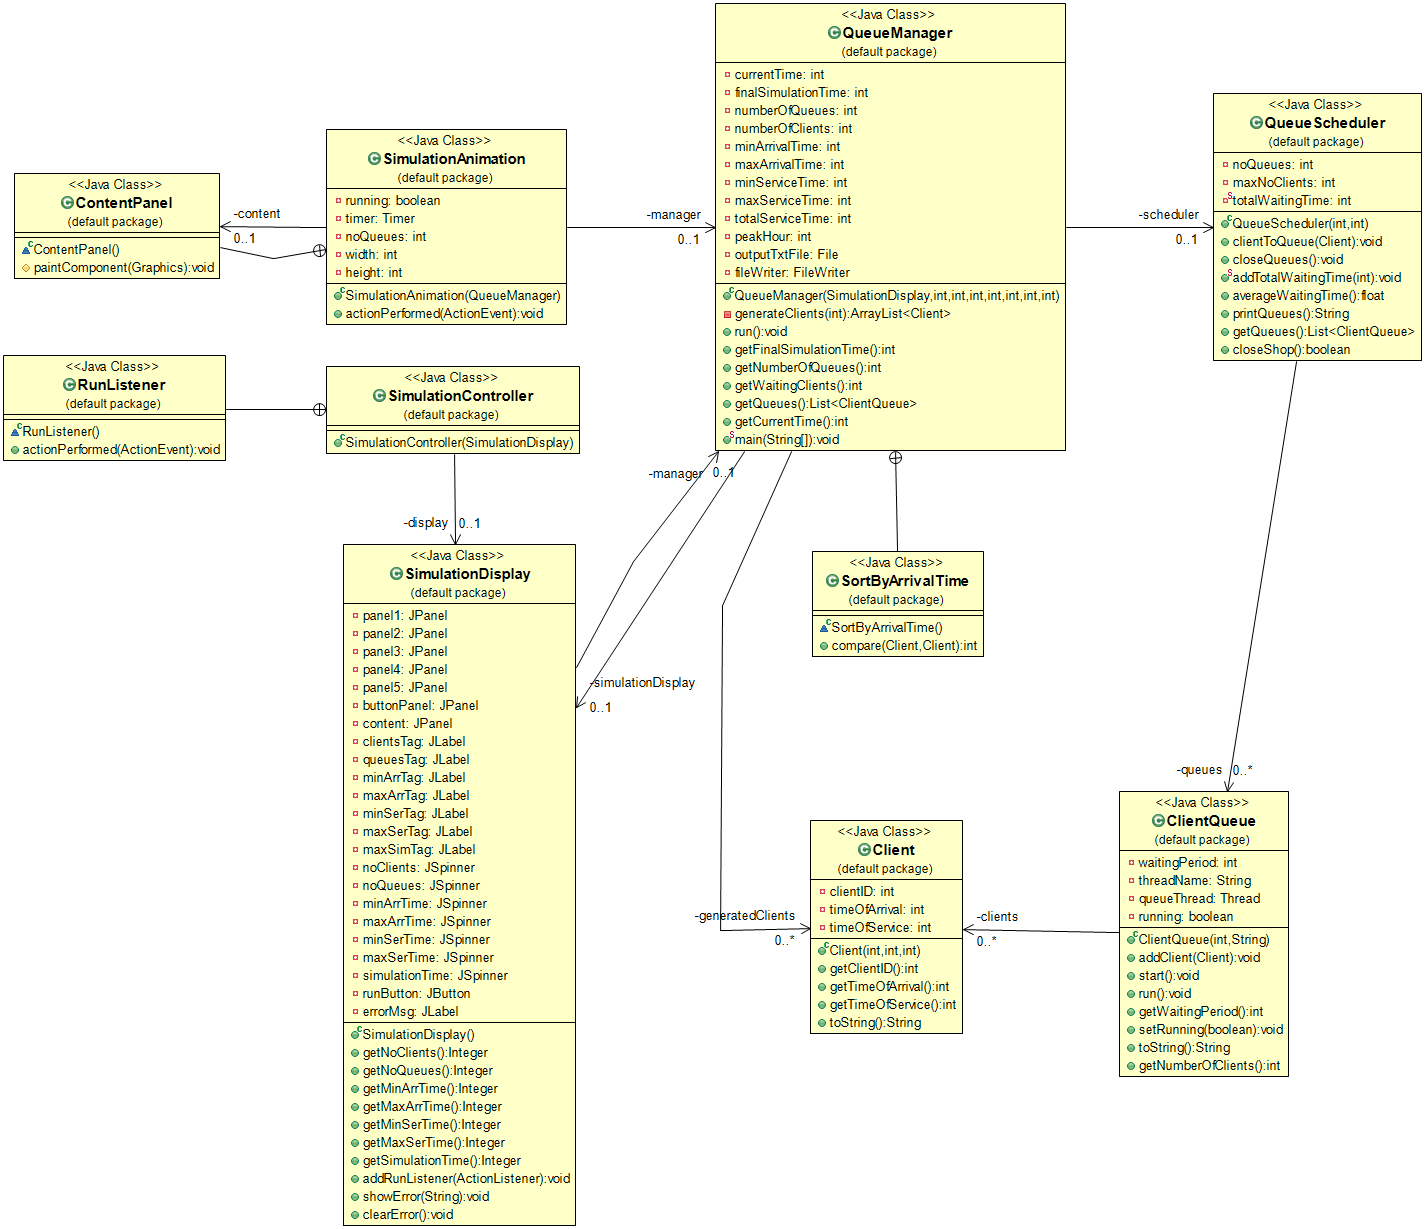 <<Java Class>>
QueueManager
(default package)
currentTime: int
finalSimulationTime: int
numberOfQueues: int
numberOfClients: int
minArrivalTime: int
maxArrivalTime: int
minServiceTime: int
maxServiceTime: int
totalServiceTime: int
peakHour: int
outputTxtFile: File
fileWriter: FileWriter
QueueManager(SimulationDisplay,int,int,int,int,int,int,int)
generateClients(int):ArrayList<Client>
run():void
getFinalSimulationTime():int
getNumberOfQueues():int
getWaitingClients():int
getQueues():List<ClientQueue>
getCurrentTime():int
main(String[]):void
<<Java Class>>
QueueScheduler
(default package)
noQueues: int
maxNoClients: int
totalWaitingTime: int
QueueScheduler(int,int)
clientToQueue(Client):void
closeQueues():void
addTotalWaitingTime(int):void
averageWaitingTime():float
printQueues():String
getQueues():List<ClientQueue>
closeShop():boolean
<<Java Class>>
SimulationAnimation
(default package)
running: boolean
timer: Timer
noQueues: int
width: int
height: int
SimulationAnimation(QueueManager)
actionPerformed(ActionEvent):void
<<Java Class>>
ContentPanel
(default package)
ContentPanel()
paintComponent(Graphics):void
-content
0..1
-manager
0..1
-scheduler
0..1
<<Java Class>>
RunListener
(default package)
RunListener()
actionPerformed(ActionEvent):void
<<Java Class>>
SimulationController
(default package)
SimulationController(SimulationDisplay)
-manager
0..1
-display
0..1
<<Java Class>>
SimulationDisplay
(default package)
panel1: JPanel
panel2: JPanel
panel3: JPanel
panel4: JPanel
panel5: JPanel
buttonPanel: JPanel
content: JPanel
clientsTag: JLabel
queuesTag: JLabel
minArrTag: JLabel
maxArrTag: JLabel
minSerTag: JLabel
maxSerTag: JLabel
maxSimTag: JLabel
noClients: JSpinner
noQueues: JSpinner
minArrTime: JSpinner
maxArrTime: JSpinner
minSerTime: JSpinner
maxSerTime: JSpinner
simulationTime: JSpinner
runButton: JButton
errorMsg: JLabel
SimulationDisplay()
getNoClients():Integer
getNoQueues():Integer
getMinArrTime():Integer
getMaxArrTime():Integer
getMinSerTime():Integer
getMaxSerTime():Integer
getSimulationTime():Integer
addRunListener(ActionListener):void
showError(String):void
clearError():void
-simulationDisplay
0..1
<<Java Class>>
SortByArrivalTime
(default package)
SortByArrivalTime()
compare(Client,Client):int
-queues
0..*
<<Java Class>>
Client
(default package)
clientID: int
timeOfArrival: int
timeOfService: int
Client(int,int,int)
getClientID():int
getTimeOfArrival():int
getTimeOfService():int
toString():String
-generatedClients
0..*
-clients
0..*
<<Java Class>>
ClientQueue
(default package)
waitingPeriod: int
threadName: String
queueThread: Thread
running: boolean
ClientQueue(int,String)
addClient(Client):void
start():void
run():void
getWaitingPeriod():int
setRunning(boolean):void
toString():String
getNumberOfClients():int